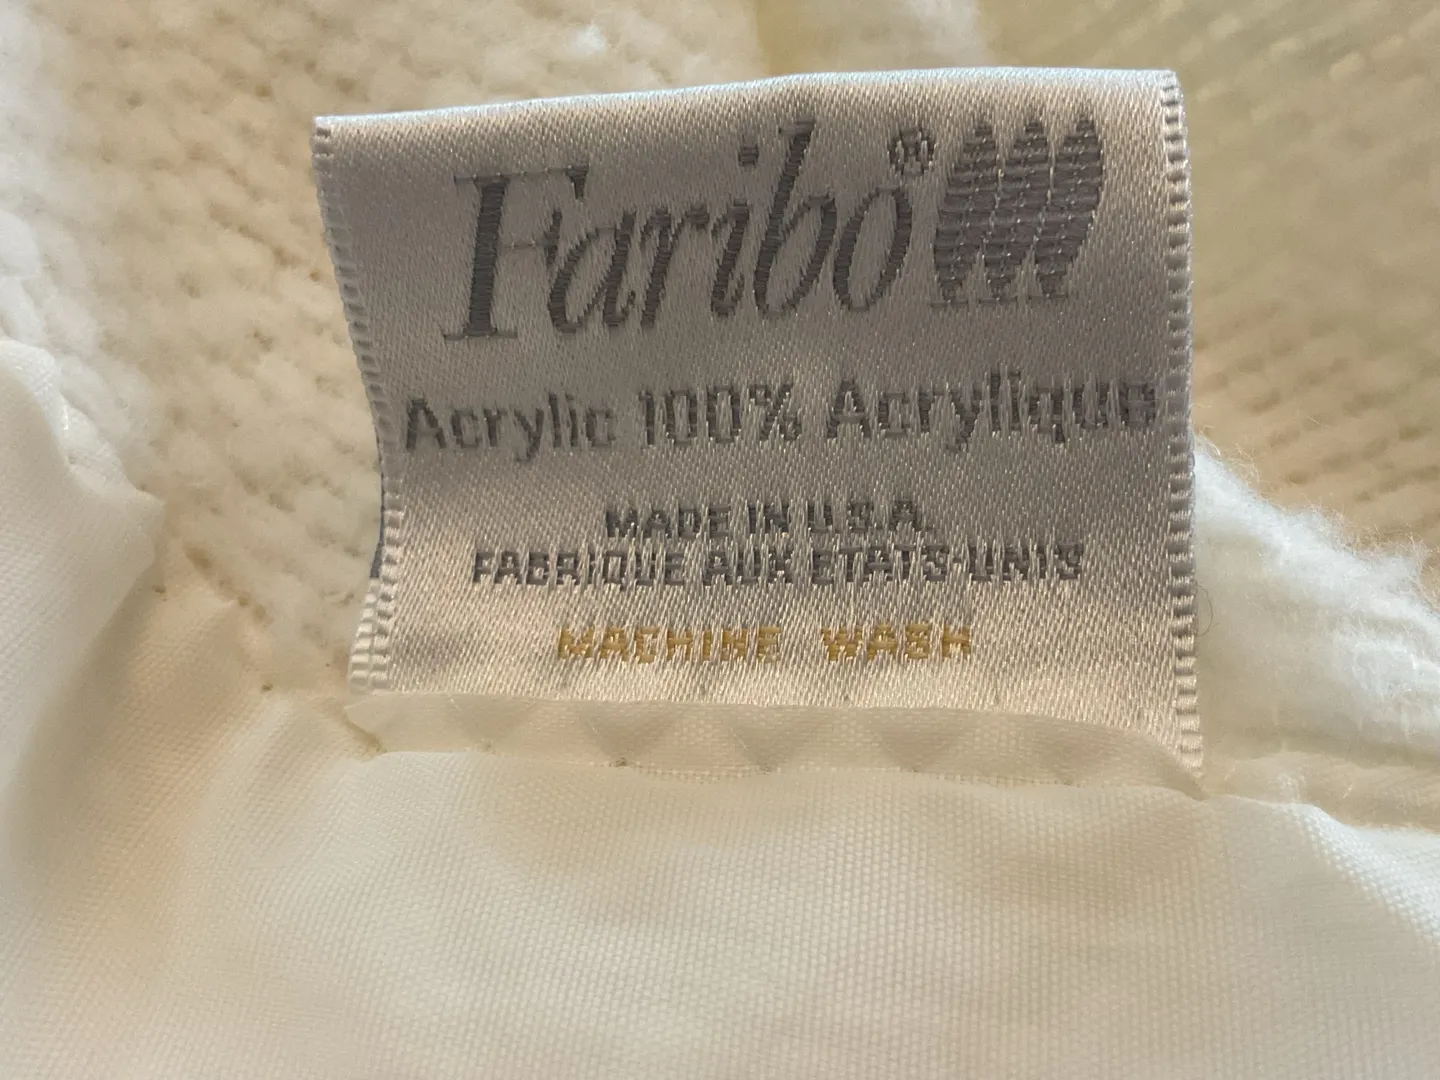 Faribo®
Acrylic 100% Acrylique
MADE IN U.S.A.
FABRIQUE AUX ETATS-UNIS
MACHINE WASH